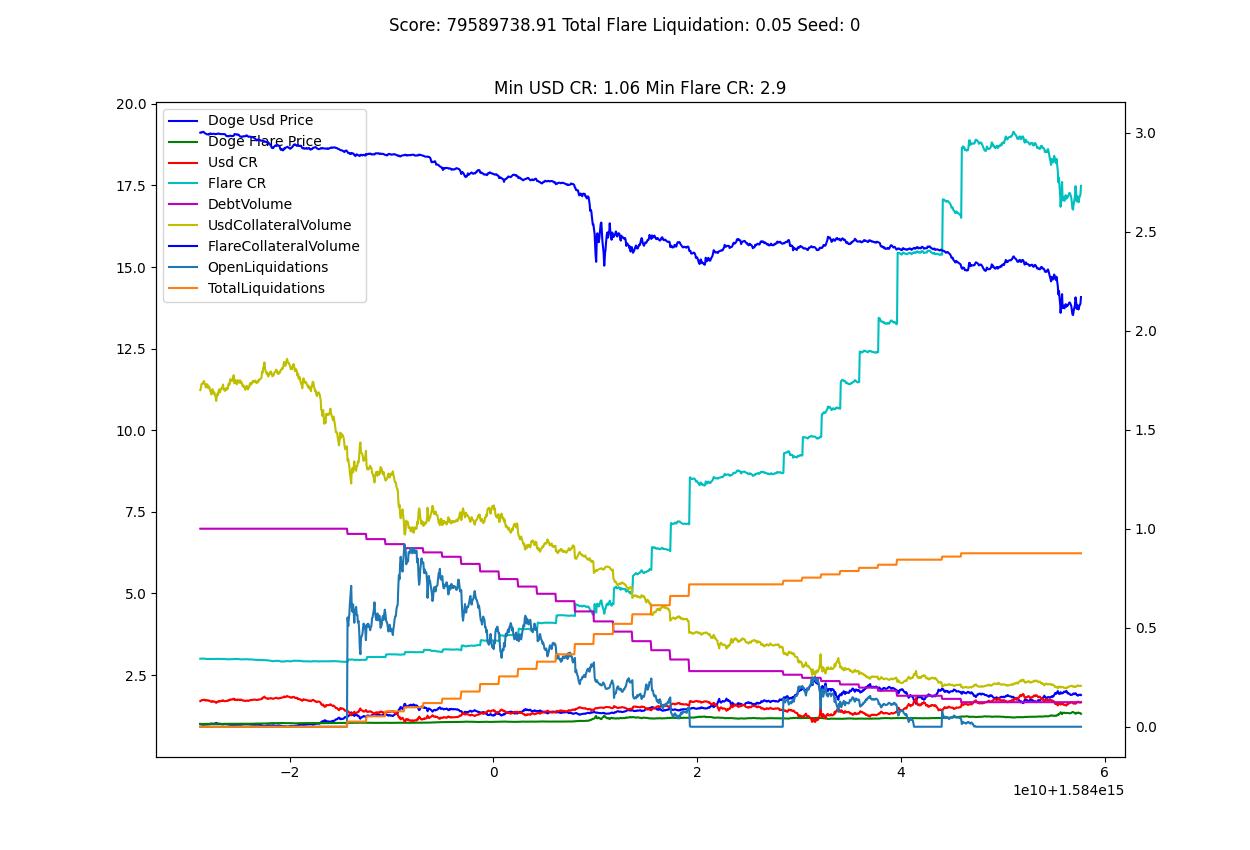 Score: 79589738.91 Total Flare Liquidation: 0.05 Seed: 0
Min USD CR: 1.06 Min Flare CR: 2.9
Doge Usd Price
Doge Flare Price
Usd CR
Flare CR
DebtVolume
UsdCollateralVolume
FlareCollateralVolume
OpenLiquidations
TotalLiquidations
20.0
17.5
15.0
12.5
10.0
7.5
5.0
2.5
3.0
2.5
2.0
1.5
1.0
0.5
0.0
−2
0
2
4
6
1e10+1.584e15